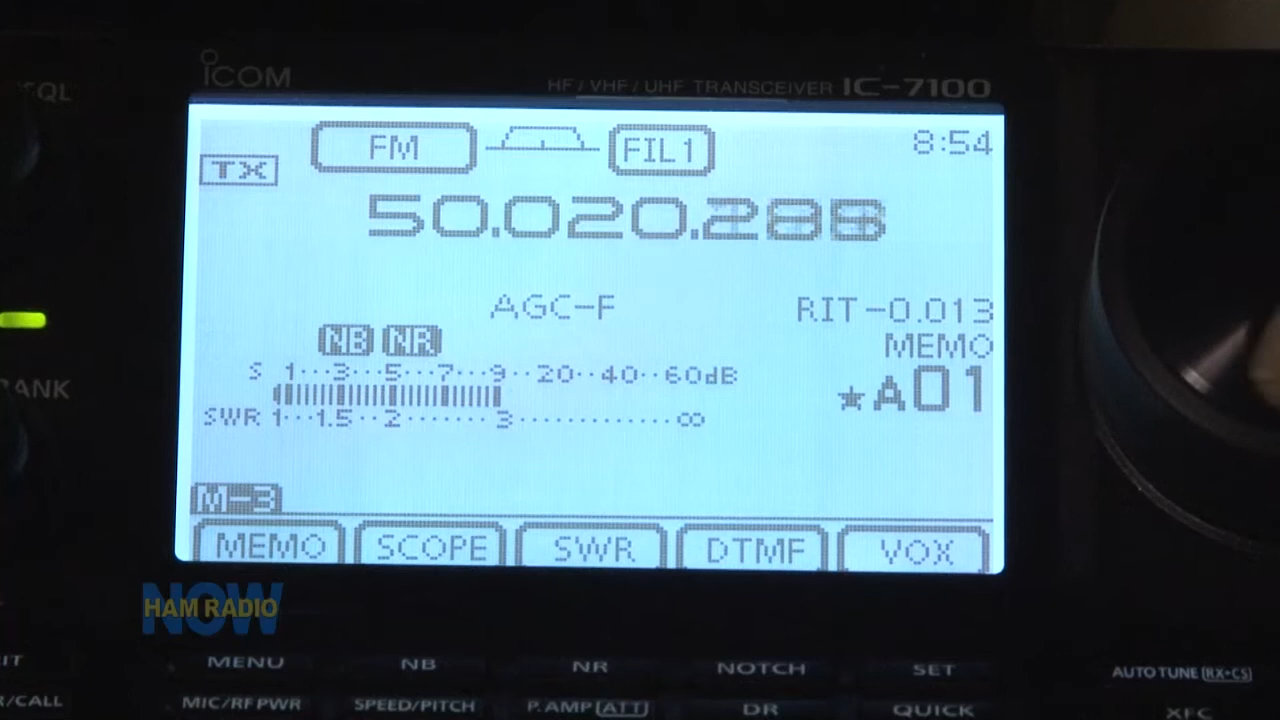 SQL
ICOM
HF / VHF / UHF TRANSCEIVER IC-7100
FM FIL1 8:54
TX
50.020.288
AGC-F RIT-0.013
NB NR MEMO
S 1···3···5···7···9··20··40··60dB
★A01
SWR 1···1.5··2·······3·············∞
M-3
MEMO SCOPE SWR DTMF VOX
HAM RADIO NOW
MENU NB NR NOTCH SET
AUTO TUNE (RX•CS)
/CALL MIC/RF PWR SPEED/PITCH P.AMP (ATT) DR QUICK
XFC